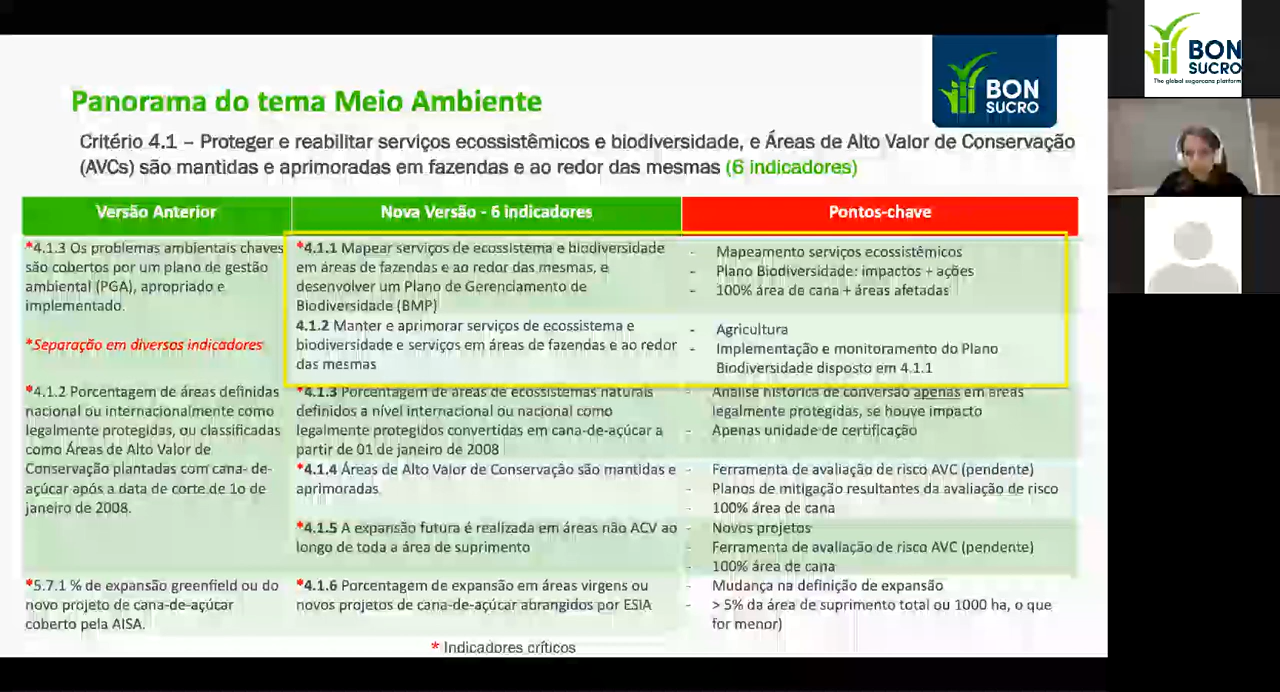 BON
SUCRO
The global sugarcane platform
BON
SUCRO
Panorama do tema Meio Ambiente
Critério 4.1 – Proteger e reabilitar serviços ecossistêmicos e biodiversidade, e Áreas de Alto Valor de Conservação
(AVCs) são mantidas e aprimoradas em fazendas e ao redor das mesmas (6 indicadores)
Versão Anterior
*4.1.3 Os problemas ambientais chaves
são cobertos por um plano de gestão
ambiental (PGA), apropriado e
implementado.
*Separação em diversos indicadores
*4.1.2 Porcentagem de áreas definidas
nacional ou internacionalmente como
legalmente protegidas, ou classificadas
como Áreas de Alto Valor de
Conservação plantadas com cana- de-
açúcar após a data de corte de 1o de
janeiro de 2008.
*5.7.1 % de expansão greenfield ou do
novo projeto de cana-de-açúcar
coberto pela AISA.
Nova Versão - 6 indicadores
*4.1.1 Mapear serviços de ecossistema e biodiversidade
em áreas de fazendas e ao redor das mesmas, e
desenvolver um Plano de Gerenciamento de
Biodiversidade (BMP)
4.1.2 Manter e aprimorar serviços de ecossistema e
biodiversidade e serviços em áreas de fazendas e ao redor
das mesmas
*4.1.3 Porcentagem de áreas de ecossistemas naturais
definidos a nível internacional ou nacional como
legalmente protegidos convertidas em cana-de-açúcar a
partir de 01 de janeiro de 2008
*4.1.4 Áreas de Alto Valor de Conservação são mantidas e
aprimoradas
*4.1.5 A expansão futura é realizada em áreas não ACV ao
longo de toda a área de suprimento
*4.1.6 Porcentagem de expansão em áreas virgens ou
novos projetos de cana-de-açúcar abrangidos por ESIA
Pontos-chave
- Mapeamento serviços ecossistêmicos
- Plano Biodiversidade: impactos + ações
- 100% área de cana + áreas afetadas
- Agricultura
- Implementação e monitoramento do Plano
Biodiversidade disposto em 4.1.1
- Análise histórica de conversão apenas em áreas
legalmente protegidas, se houve impacto
- Apenas unidade de certificação
- Ferramenta de avaliação de risco AVC (pendente)
- Planos de mitigação resultantes da avaliação de risco
- 100% área de cana
- Novos projetos
- Ferramenta de avaliação de risco AVC (pendente)
- 100% área de cana
- Mudança na definição de expansão
- > 5% da área de suprimento total ou 1000 ha, o que
for menor)
* Indicadores críticos